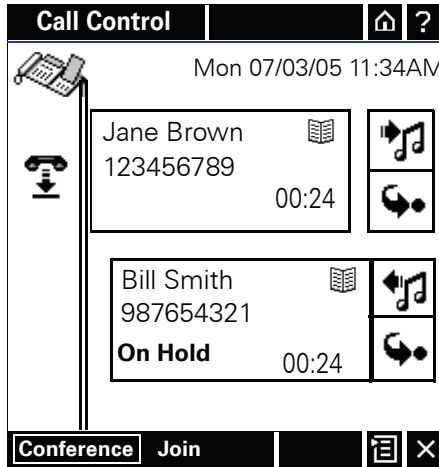 Call Control ?
Mon 07/03/05 11:34AM
Jane Brown
123456789
00:24
Bill Smith
987654321
On Hold 00:24
Conference Join